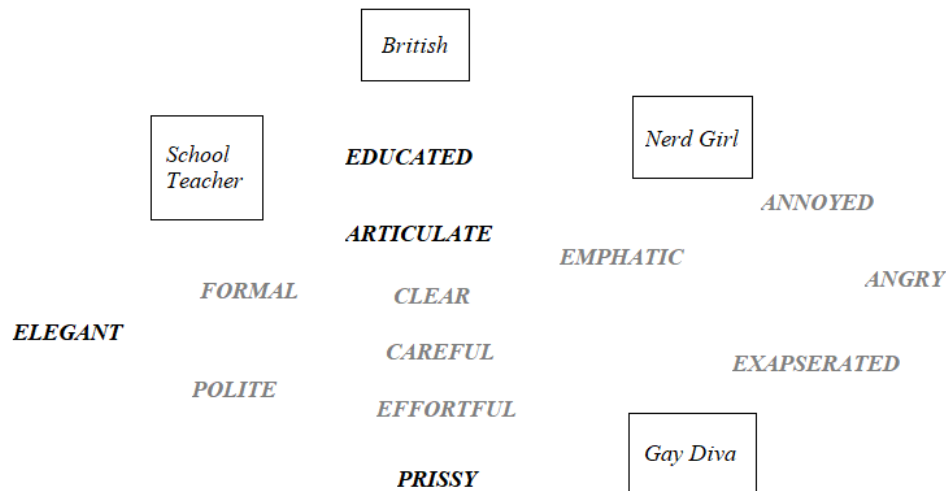 British
Nerd Girl
School
Teacher
EDUCATED
ANNOYED
ARTICULATE
EMPHATIC
ANGRY
FORMAL
CLEAR
ELEGANT
CAREFUL
EXAPSERATED
POLITE
EFFORTFUL
Gay Diva
PRISSY